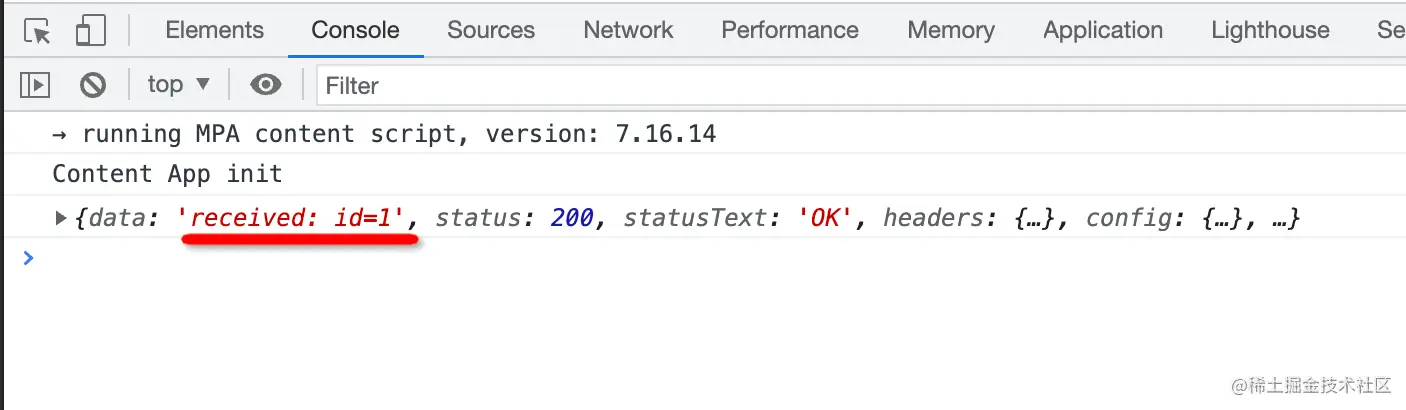 Elements Console Sources Network Performance Memory Application Lighthouse Se
top ▼ Filter
→ running MPA content script, version: 7.16.14
Content App init
▶ {data: 'received: id=1', status: 200, statusText: 'OK', headers: {…}, config: {…}, …}
>
@稀土掘金技术社区